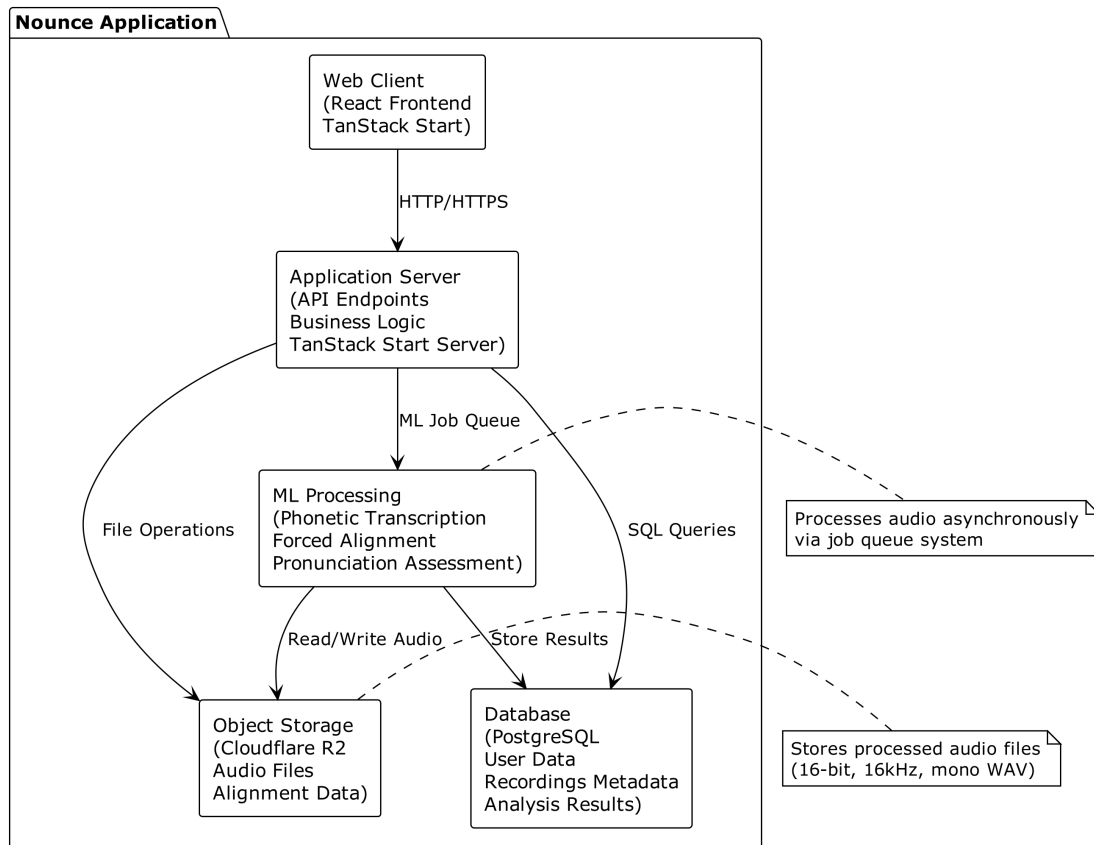 Nounce Application
Web Client
(React Frontend
TanStack Start)
HTTP/HTTPS
Application Server
(API Endpoints
Business Logic
TanStack Start Server)
ML Job Queue
ML Processing
(Phonetic Transcription
Forced Alignment
Pronunciation Assessment)
Processes audio asynchronously
via job queue system
File Operations
SQL Queries
Read/Write Audio
Store Results
Object Storage
(Cloudflare R2
Audio Files
Alignment Data)
Database
(PostgreSQL
User Data
Recordings Metadata
Analysis Results)
Stores processed audio files
(16-bit, 16kHz, mono WAV)